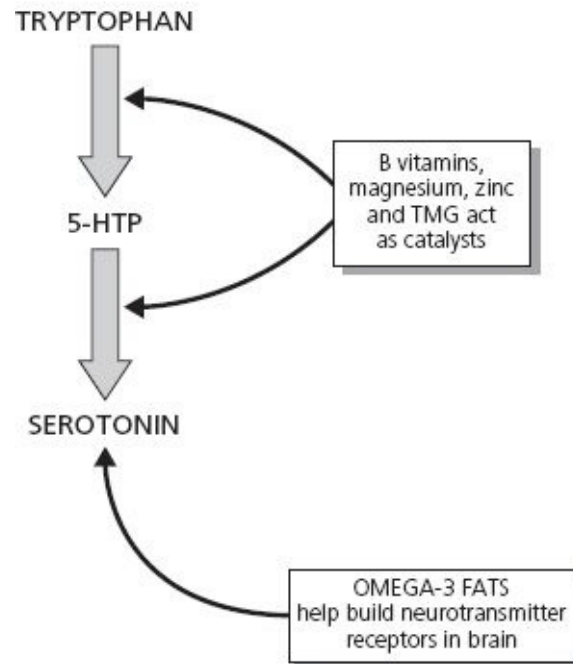 TRYPTOPHAN
B vitamins,
magnesium, zinc
and TMG act
as catalysts
5-HTP
SEROTONIN
OMEGA-3 FATS
help build neurotransmitter
receptors in brain